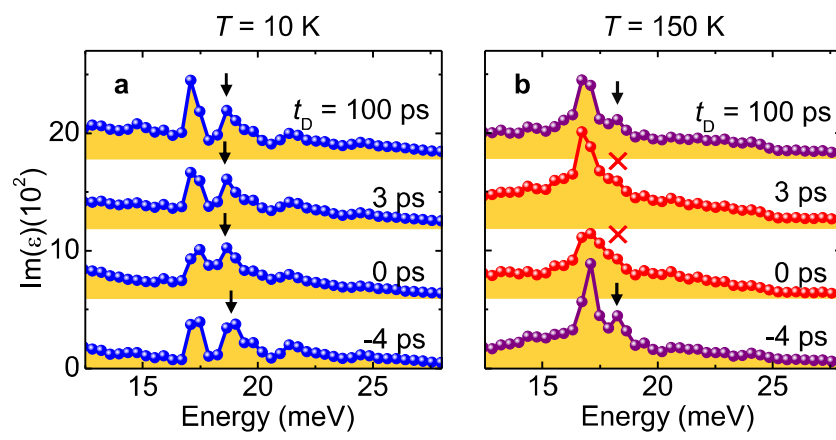 T = 10 K
T = 150 K
a
t_D = 100 ps
3 ps
0 ps
-4 ps
b
t_D = 100 ps
3 ps
0 ps
-4 ps
Im(ε)(10²)
20
10
0
15
20
25
15
20
25
Energy (meV)
Energy (meV)